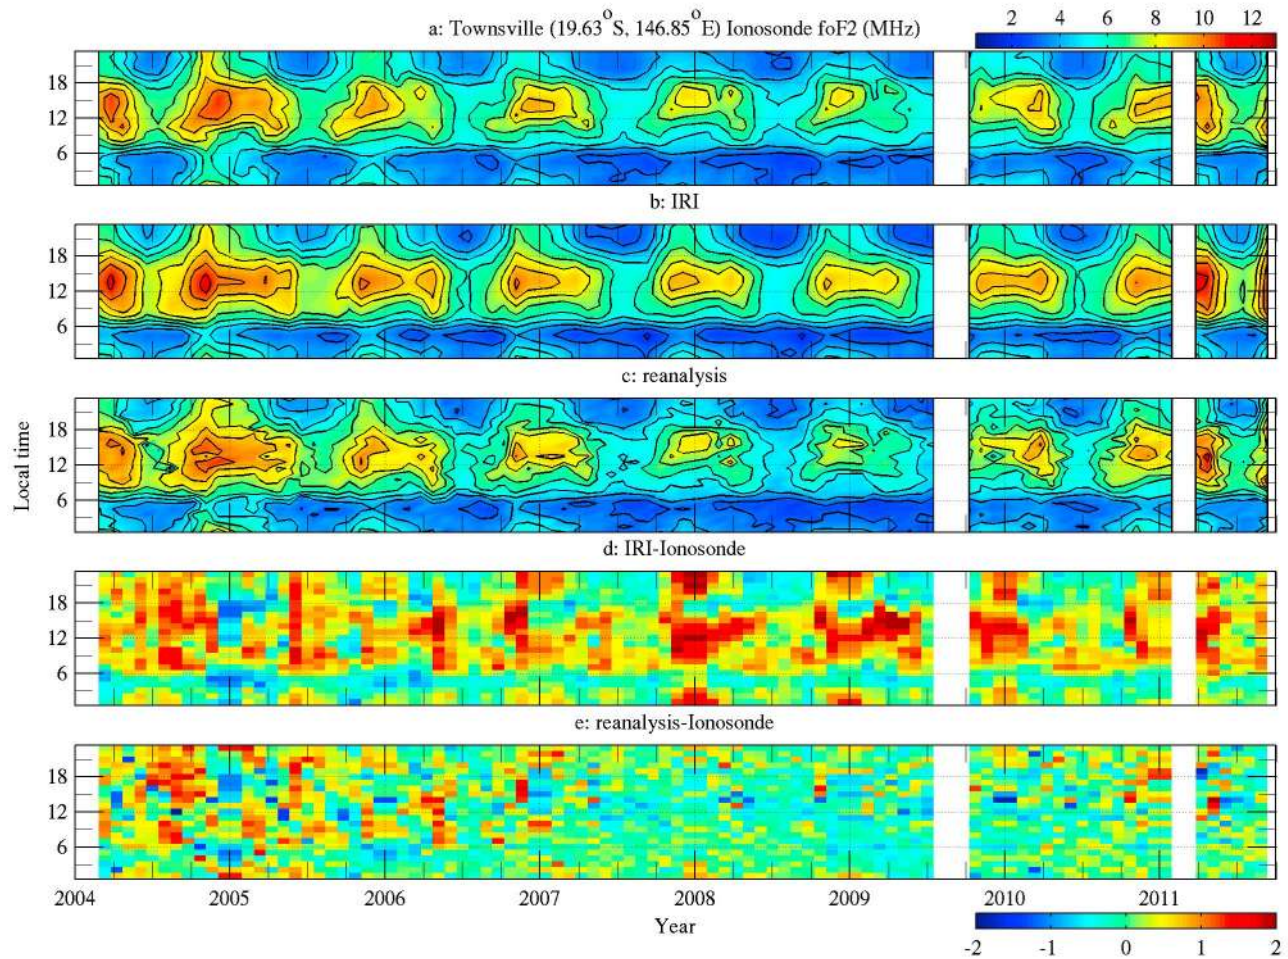 a: Townsville (19.63°S, 146.85°E) Ionosonde foF2 (MHz)
2 4 6 8 10 12
18
12
6
b: IRI
18
12
6
c: reanalysis
18
12
6
Local time
d: IRI-Ionosonde
18
12
6
e: reanalysis-Ionosonde
18
12
6
2004 2005 2006 2007 2008 2009 2010 2011
Year
-2 -1 0 1 2